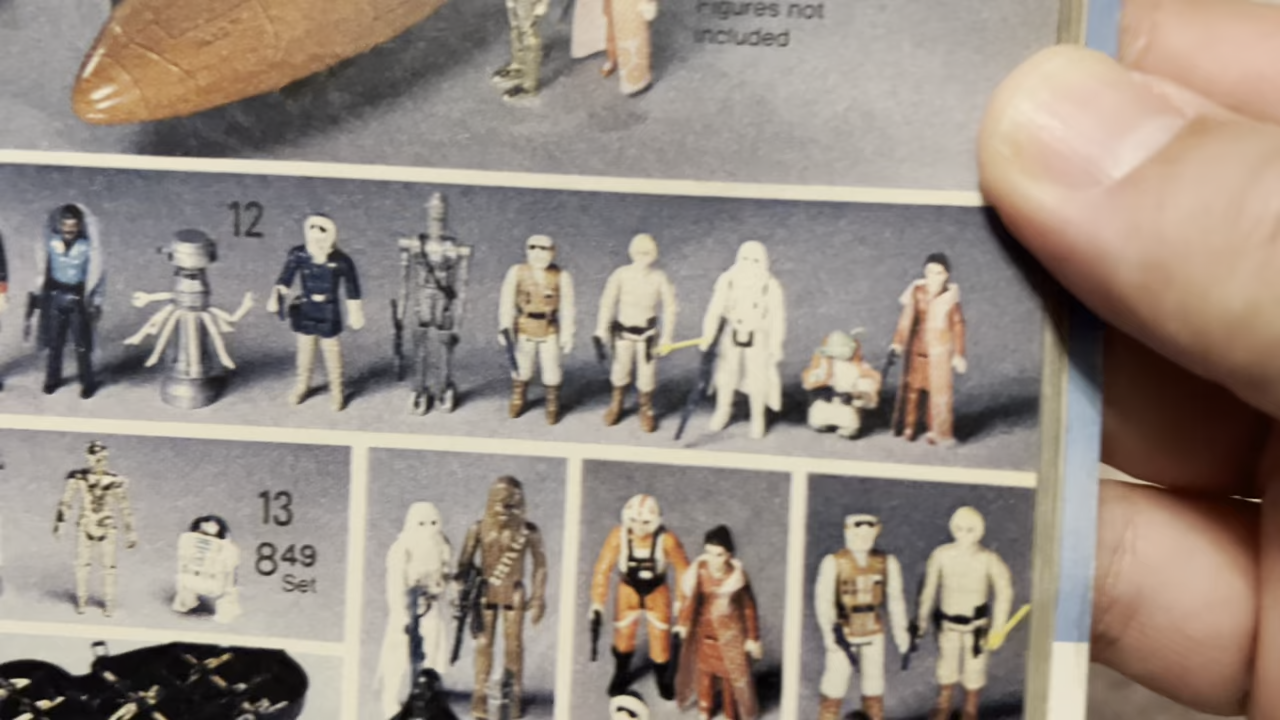 Figures not
included
12
13
8⁴⁹
Set